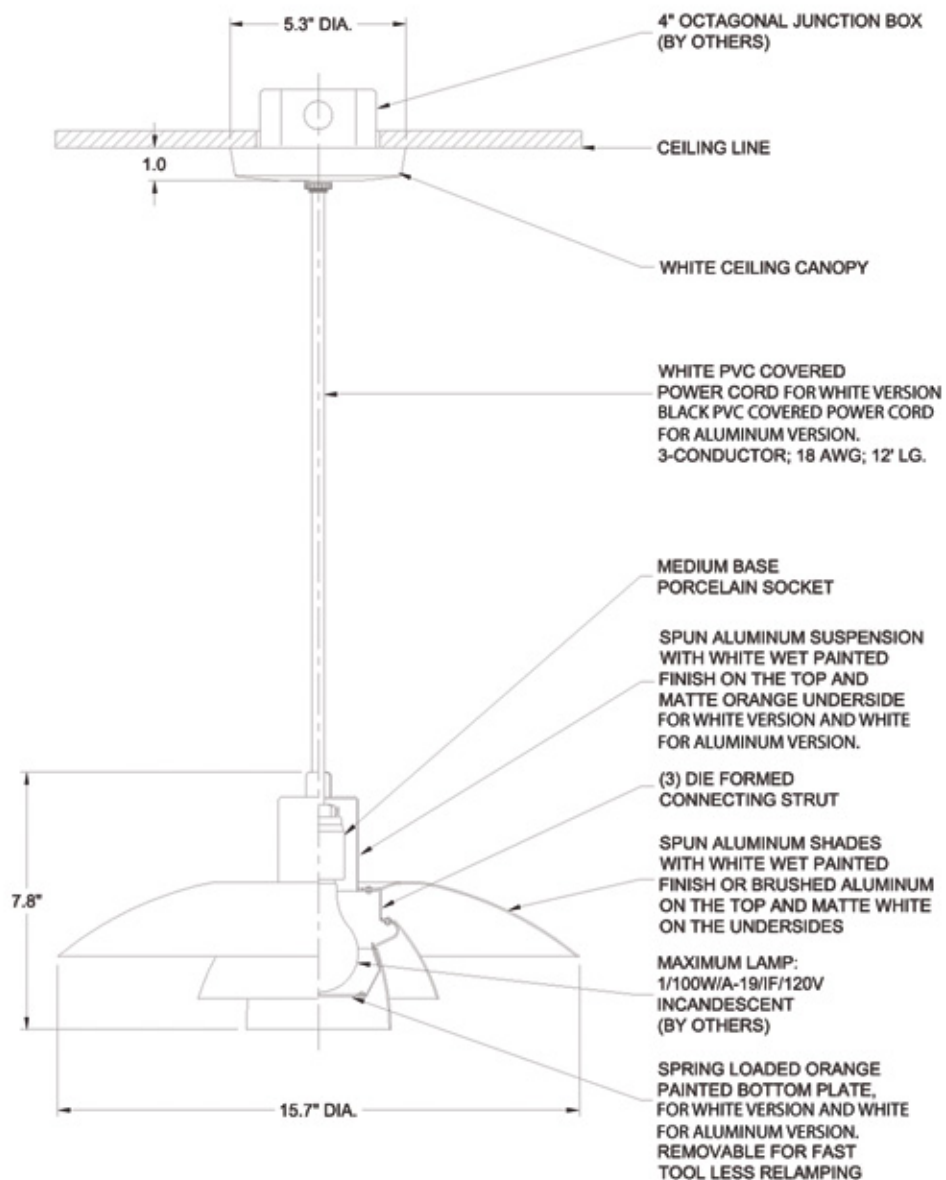 5.3" DIA.
4" OCTAGONAL JUNCTION BOX
(BY OTHERS)
CEILING LINE
1.0
WHITE CEILING CANOPY
WHITE PVC COVERED
POWER CORD FOR WHITE VERSION
BLACK PVC COVERED POWER CORD
FOR ALUMINUM VERSION.
3-CONDUCTOR; 18 AWG; 12' LG.
MEDIUM BASE
PORCELAIN SOCKET
SPUN ALUMINUM SUSPENSION
WITH WHITE WET PAINTED
FINISH ON THE TOP AND
MATTE ORANGE UNDERSIDE
FOR WHITE VERSION AND WHITE
FOR ALUMINUM VERSION.
(3) DIE FORMED
CONNECTING STRUT
SPUN ALUMINUM SHADES
WITH WHITE WET PAINTED
FINISH OR BRUSHED ALUMINUM
ON THE TOP AND MATTE WHITE
ON THE UNDERSIDES
7.8"
MAXIMUM LAMP:
1/100W/A-19/IF/120V
INCANDESCENT
(BY OTHERS)
SPRING LOADED ORANGE
PAINTED BOTTOM PLATE,
FOR WHITE VERSION AND WHITE
FOR ALUMINUM VERSION.
REMOVABLE FOR FAST
TOOL LESS RELAMPING
15.7" DIA.